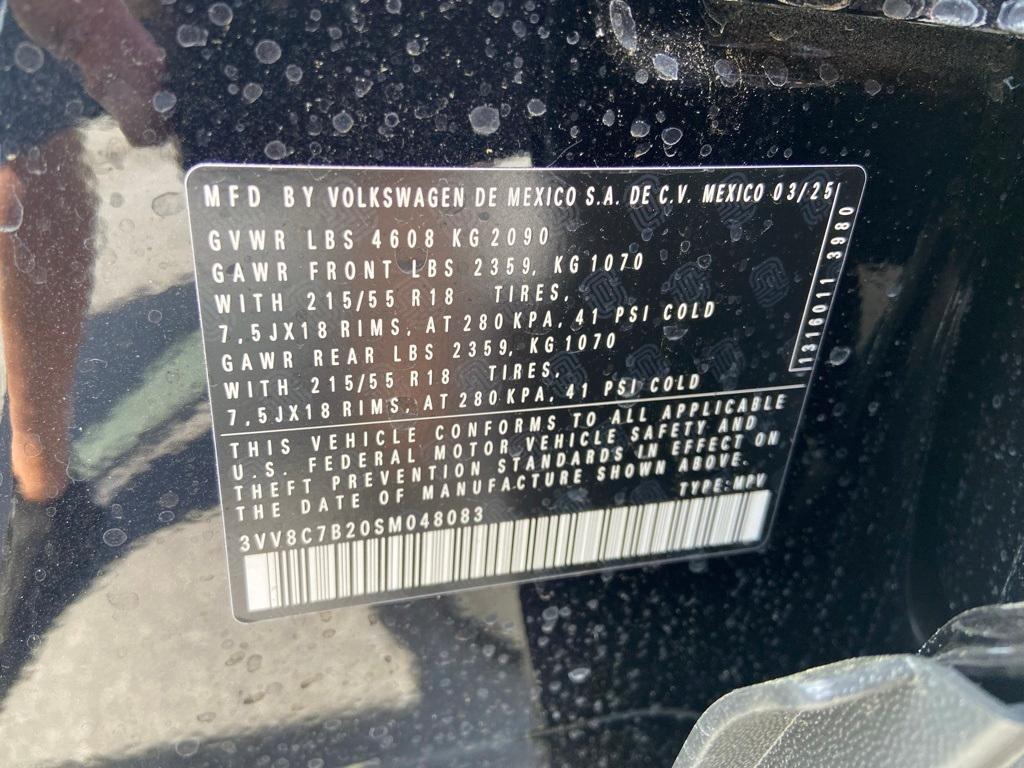 MFD BY VOLKSWAGEN DE MEXICO S.A. DE C.V. MEXICO 03/25
GVWR LBS 4608 KG 2090
GAWR FRONT LBS 2359, KG 1070
WITH 215/55 R18 TIRES,
7,5JX18 RIMS, AT 280 KPA, 41 PSI COLD
GAWR REAR LBS 2359, KG 1070
WITH 215/55 R18 TIRES,
7,5JX18 RIMS, AT 280 KPA, 41 PSI COLD
1316011 3980
THIS VEHICLE CONFORMS TO ALL APPLICABLE
U.S. FEDERAL MOTOR VEHICLE SAFETY AND
THEFT PREVENTION STANDARDS IN EFFECT ON
THE DATE OF MANUFACTURE SHOWN ABOVE.
TYPE:MPV
3VV8C7B20SM048083